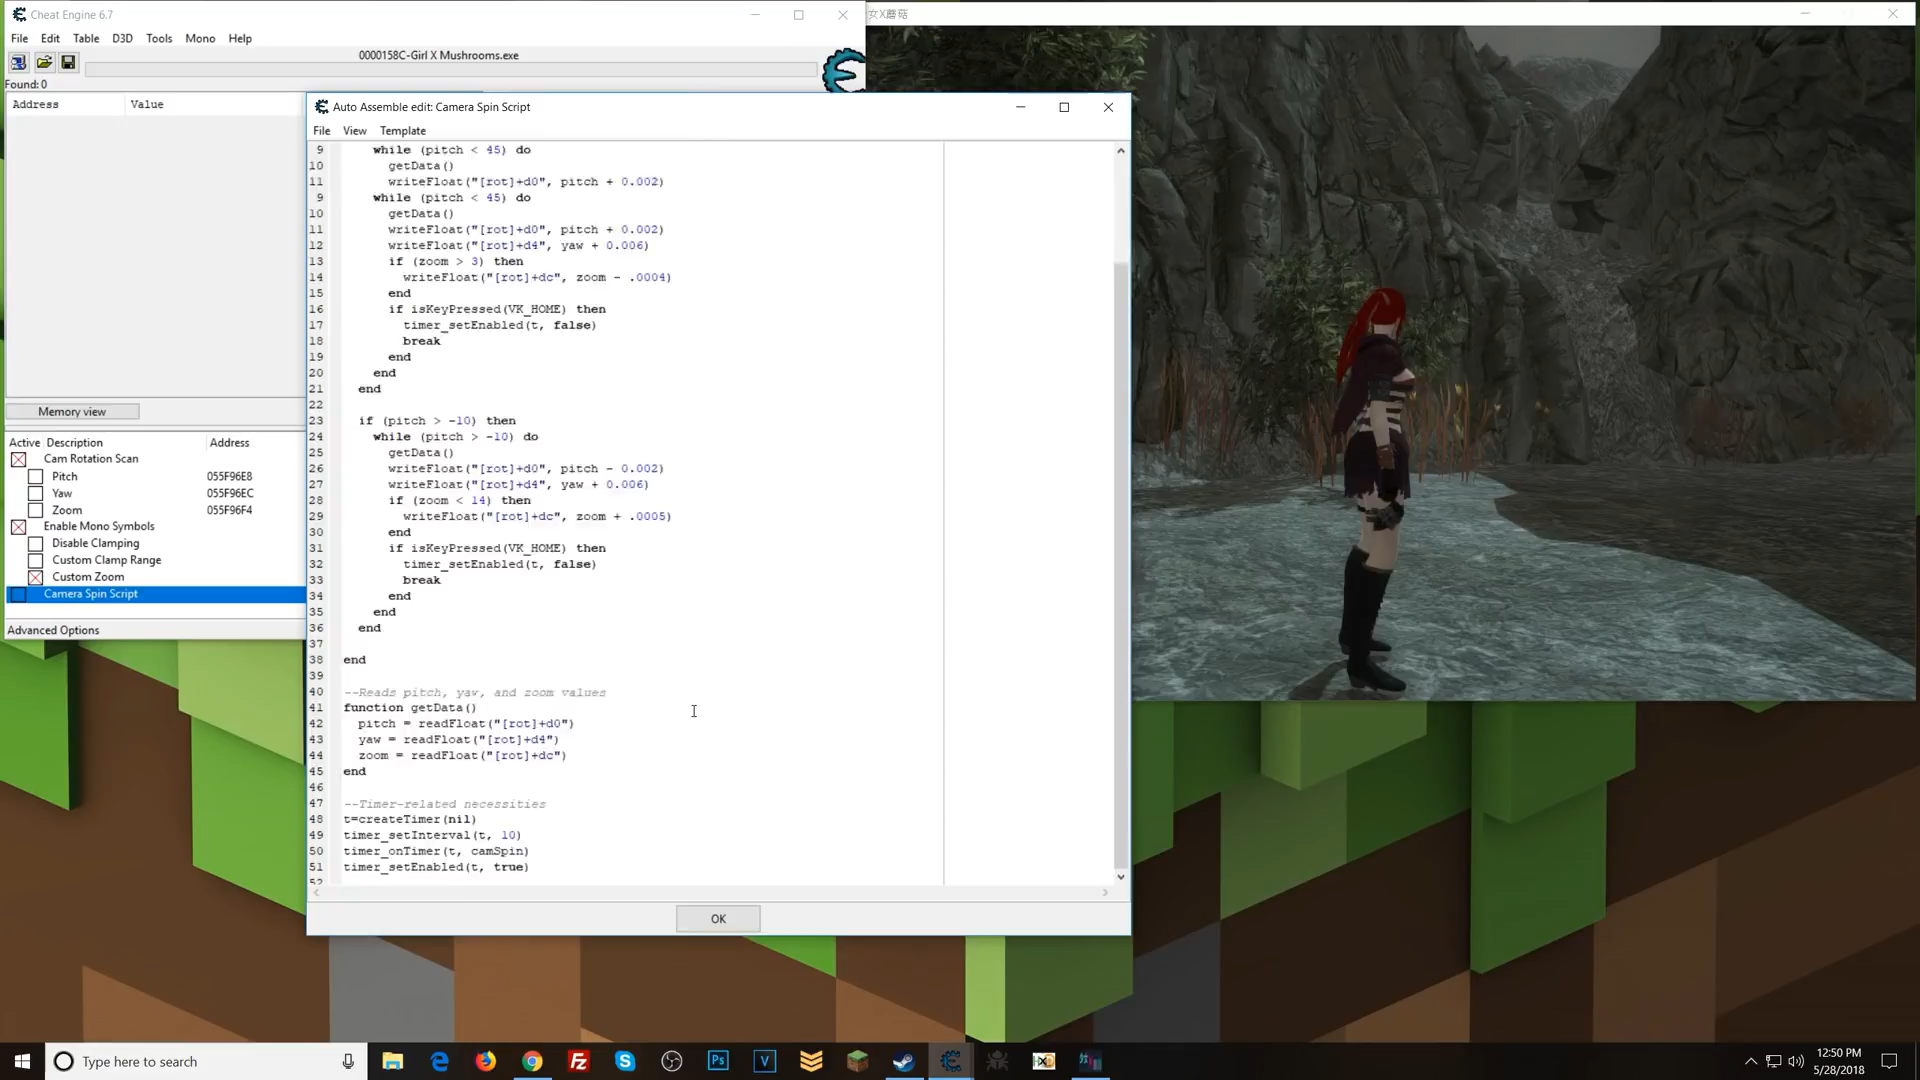 Cheat Engine 6.7
File Edit Table D3D Tools Mono Help
0000158C-Girl X Mushrooms.exe
Found: 0
Address Value
Memory view
Active Description Address
Cam Rotation Scan
Pitch 055F96E8
Yaw 055F96EC
Zoom 055F96F4
Enable Mono Symbols
Disable Clamping
Custom Clamp Range
Custom Zoom
Camera Spin Script
Advanced Options
女X蘑菇
Auto Assemble edit: Camera Spin Script
File View Template
9 while (pitch < 45) do
10 getData()
11 writeFloat("[rot]+d0", pitch + 0.002)
9 while (pitch < 45) do
10 getData()
11 writeFloat("[rot]+d0", pitch + 0.002)
12 writeFloat("[rot]+d4", yaw + 0.006)
13 if (zoom > 3) then
14 writeFloat("[rot]+dc", zoom - .0004)
15 end
16 if isKeyPressed(VK_HOME) then
17 timer_setEnabled(t, false)
18 break
19 end
20 end
21 end
22
23 if (pitch > -10) then
24 while (pitch > -10) do
25 getData()
26 writeFloat("[rot]+d0", pitch - 0.002)
27 writeFloat("[rot]+d4", yaw + 0.006)
28 if (zoom < 14) then
29 writeFloat("[rot]+dc", zoom + .0005)
30 end
31 if isKeyPressed(VK_HOME) then
32 timer_setEnabled(t, false)
33 break
34 end
35 end
36 end
37
38 end
39
40 --Reads pitch, yaw, and zoom values
41 function getData()
42 pitch = readFloat("[rot]+d0")
43 yaw = readFloat("[rot]+d4")
44 zoom = readFloat("[rot]+dc")
45 end
46
47 --Timer-related necessities
48 t=createTimer(nil)
49 timer_setInterval(t, 10)
50 timer_onTimer(t, camSpin)
51 timer_setEnabled(t, true)
52
OK
Type here to search
12:50 PM
5/28/2018